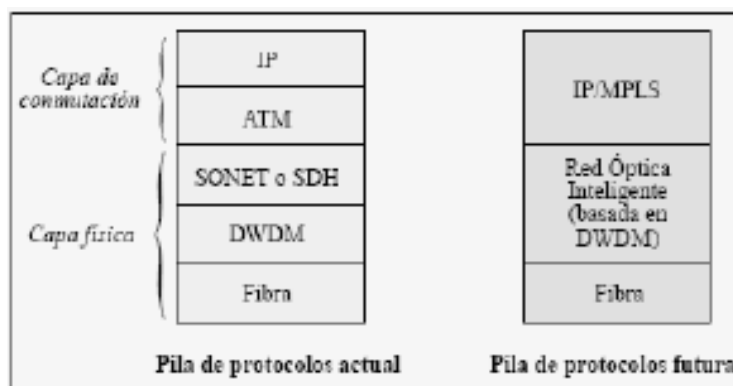 Capa de
conmutación
Capa física
IP
ATM
SONET o SDH
DWDM
Fibra
Pila de protocolos actual
IP/MPLS
Red Óptica
Inteligente
(basada en
DWDM)
Fibra
Pila de protocolos futura